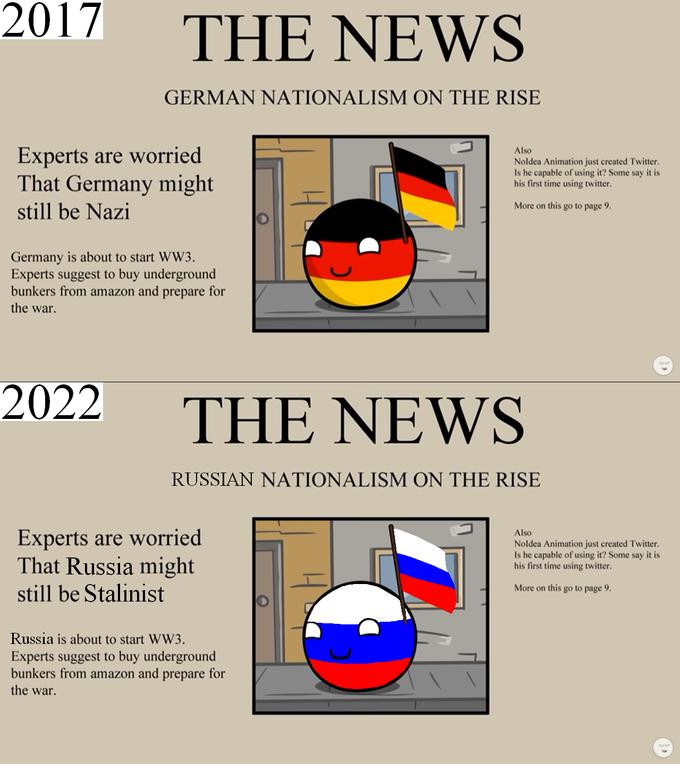 2017
THE NEWS
GERMAN NATIONALISM ON THE RISE
Experts are worried
That Germany might
still be Nazi
Germany is about to start WW3.
Experts suggest to buy underground
bunkers from amazon and prepare for
the war.
Also
NoIdea Animation just created Twitter.
Is he capable of using it? Some say it is
his first time using twitter.
More on this go to page 9.
2022
THE NEWS
RUSSIAN NATIONALISM ON THE RISE
Experts are worried
That Russia might
still be Stalinist
Russia is about to start WW3.
Experts suggest to buy underground
bunkers from amazon and prepare for
the war.
Also
NoIdea Animation just created Twitter.
Is he capable of using it? Some say it is
his first time using twitter.
More on this go to page 9.